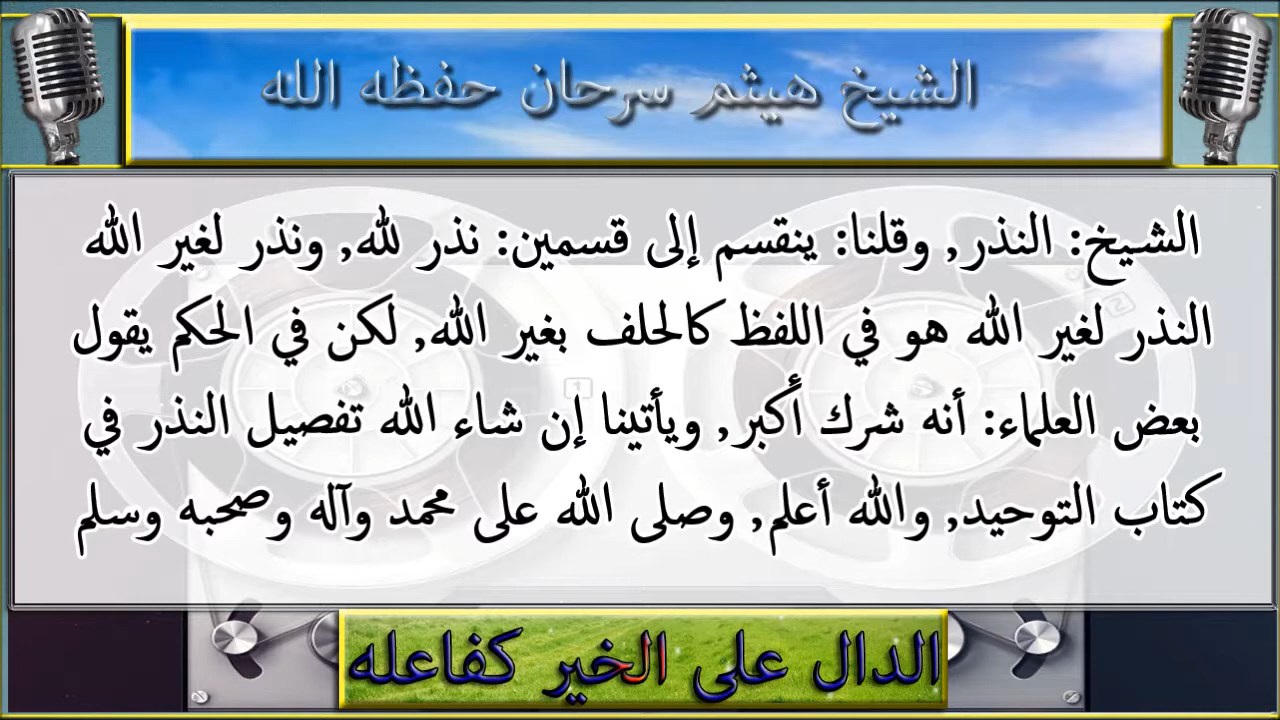 الشيخ هيثم سرحان حفظه الله
الشيخ: النذر, وقلنا: ينقسم إلى قسمين: نذر لله, ونذر لغير الله
النذر لغير الله هو في اللفظ كالحلف بغير الله, لكن في الحكم يقول
بعض العلماء: أنه شرك أكبر, ويأتينا إن شاء الله تفصيل النذر في
كتاب التوحيد, والله أعلم, وصلى الله على محمد وآله وصحبه وسلم
الدال على الخير كفاعله
1
2